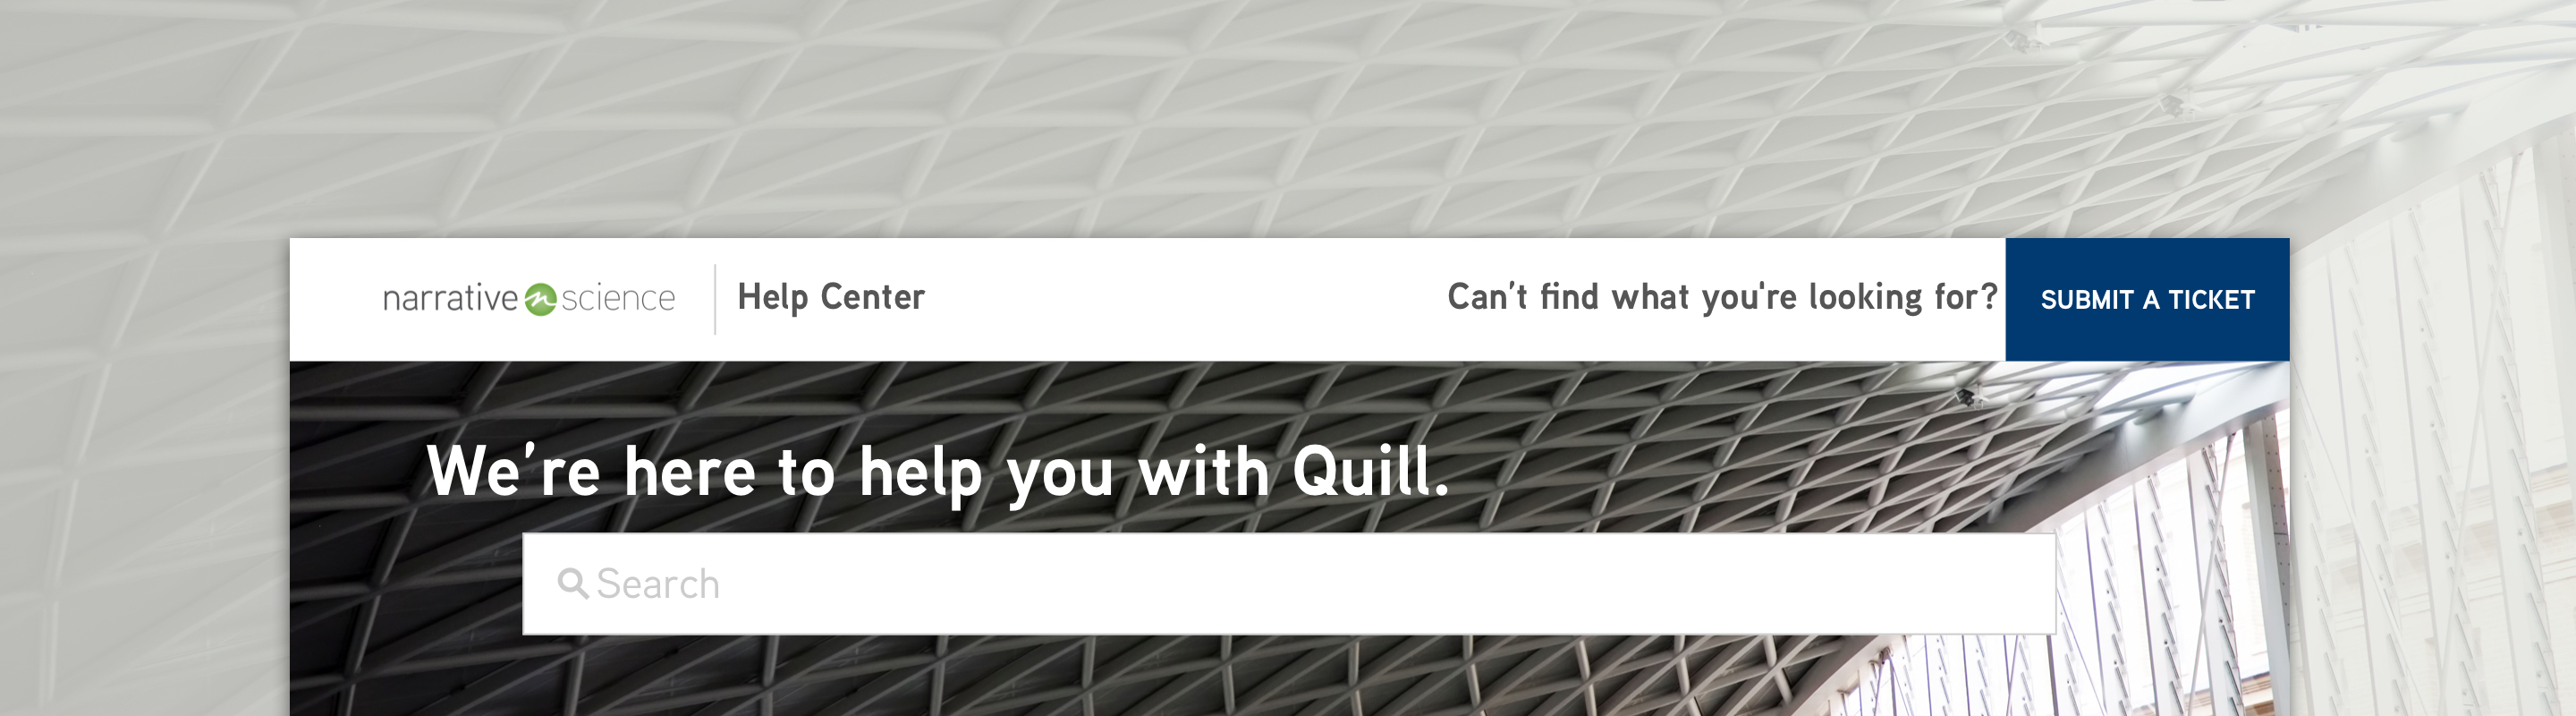 narrative science
Help Center
Can’t find what you're looking for?
SUBMIT A TICKET
We’re here to help you with Quill.
Search